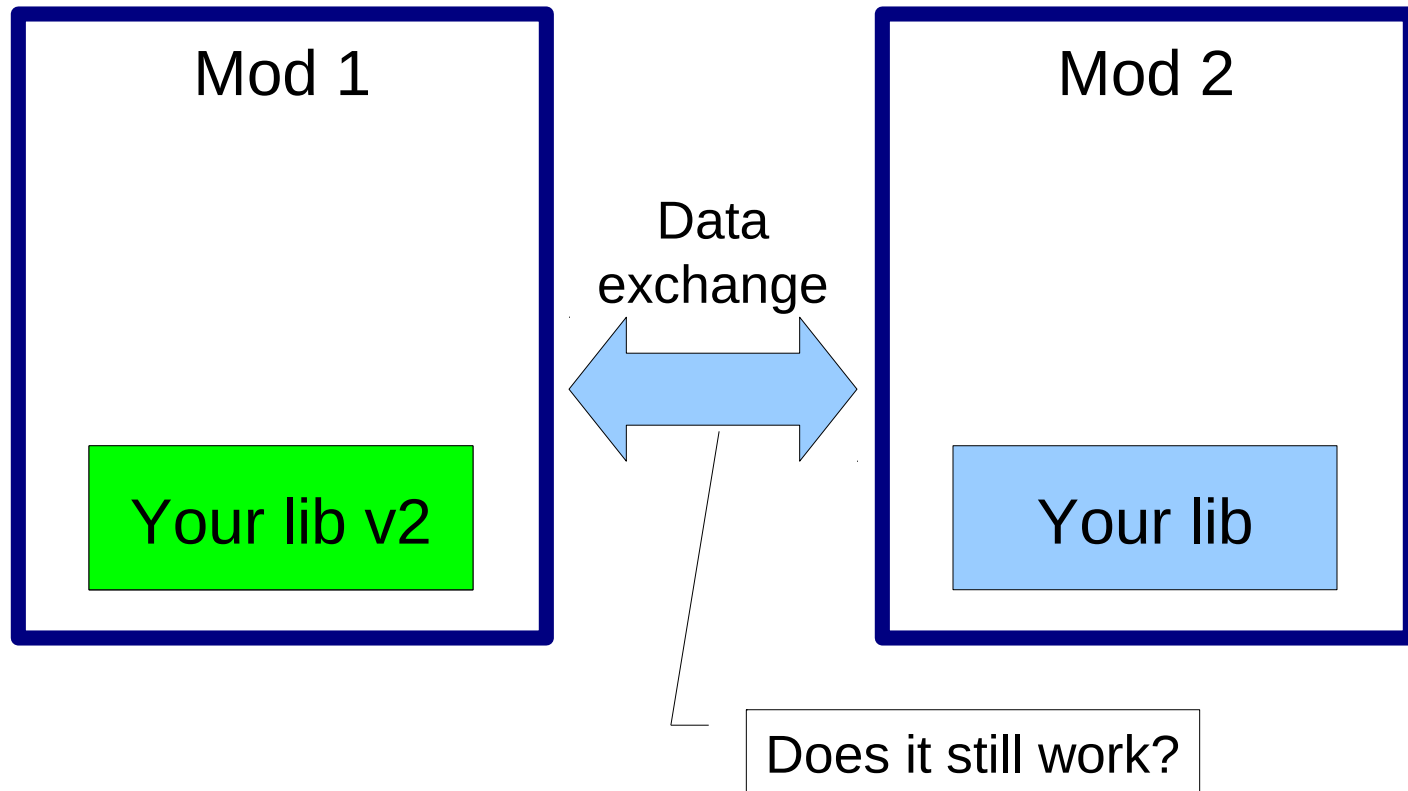 Mod 1
Mod 2
Data
exchange
Your lib v2
Your lib
Does it still work?